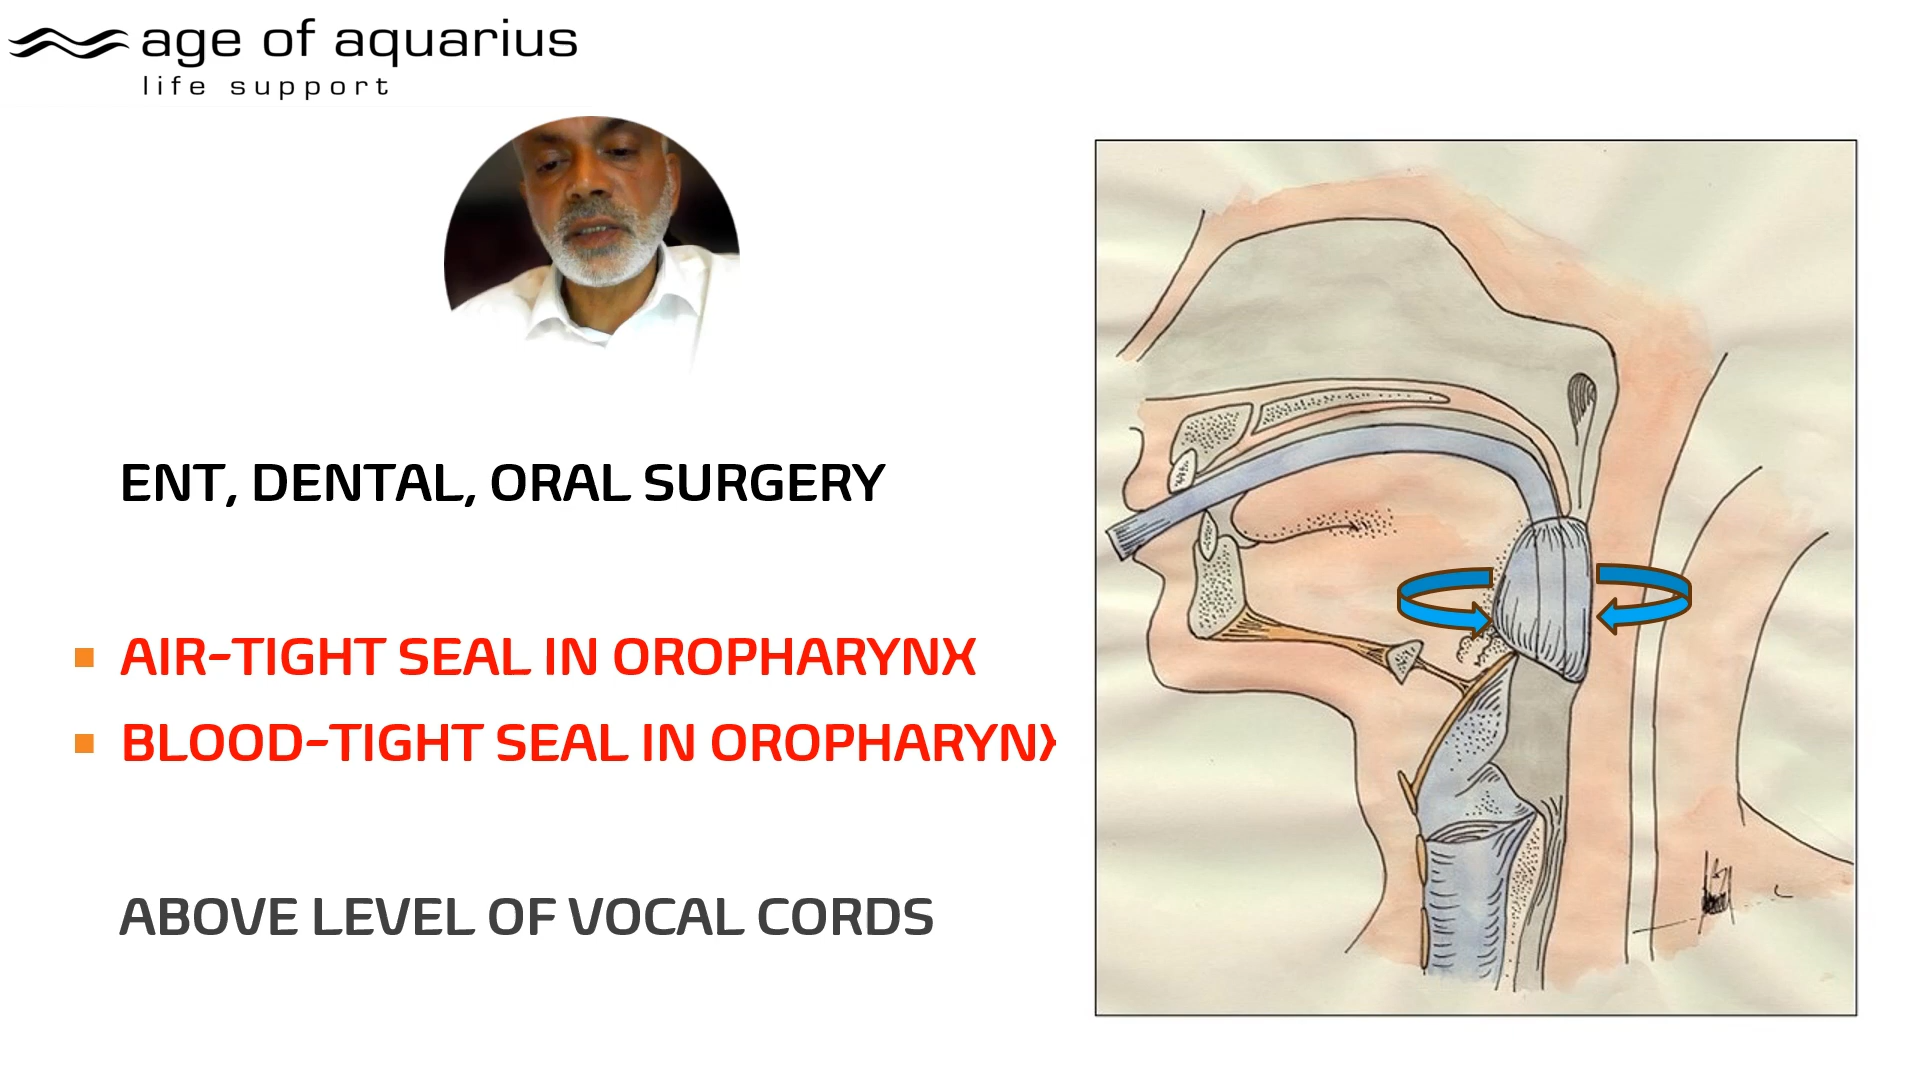 age of aquarius
life support
ENT, DENTAL, ORAL SURGERY
AIR-TIGHT SEAL IN OROPHARYNX
BLOOD-TIGHT SEAL IN OROPHARYNX
ABOVE LEVEL OF VOCAL CORDS